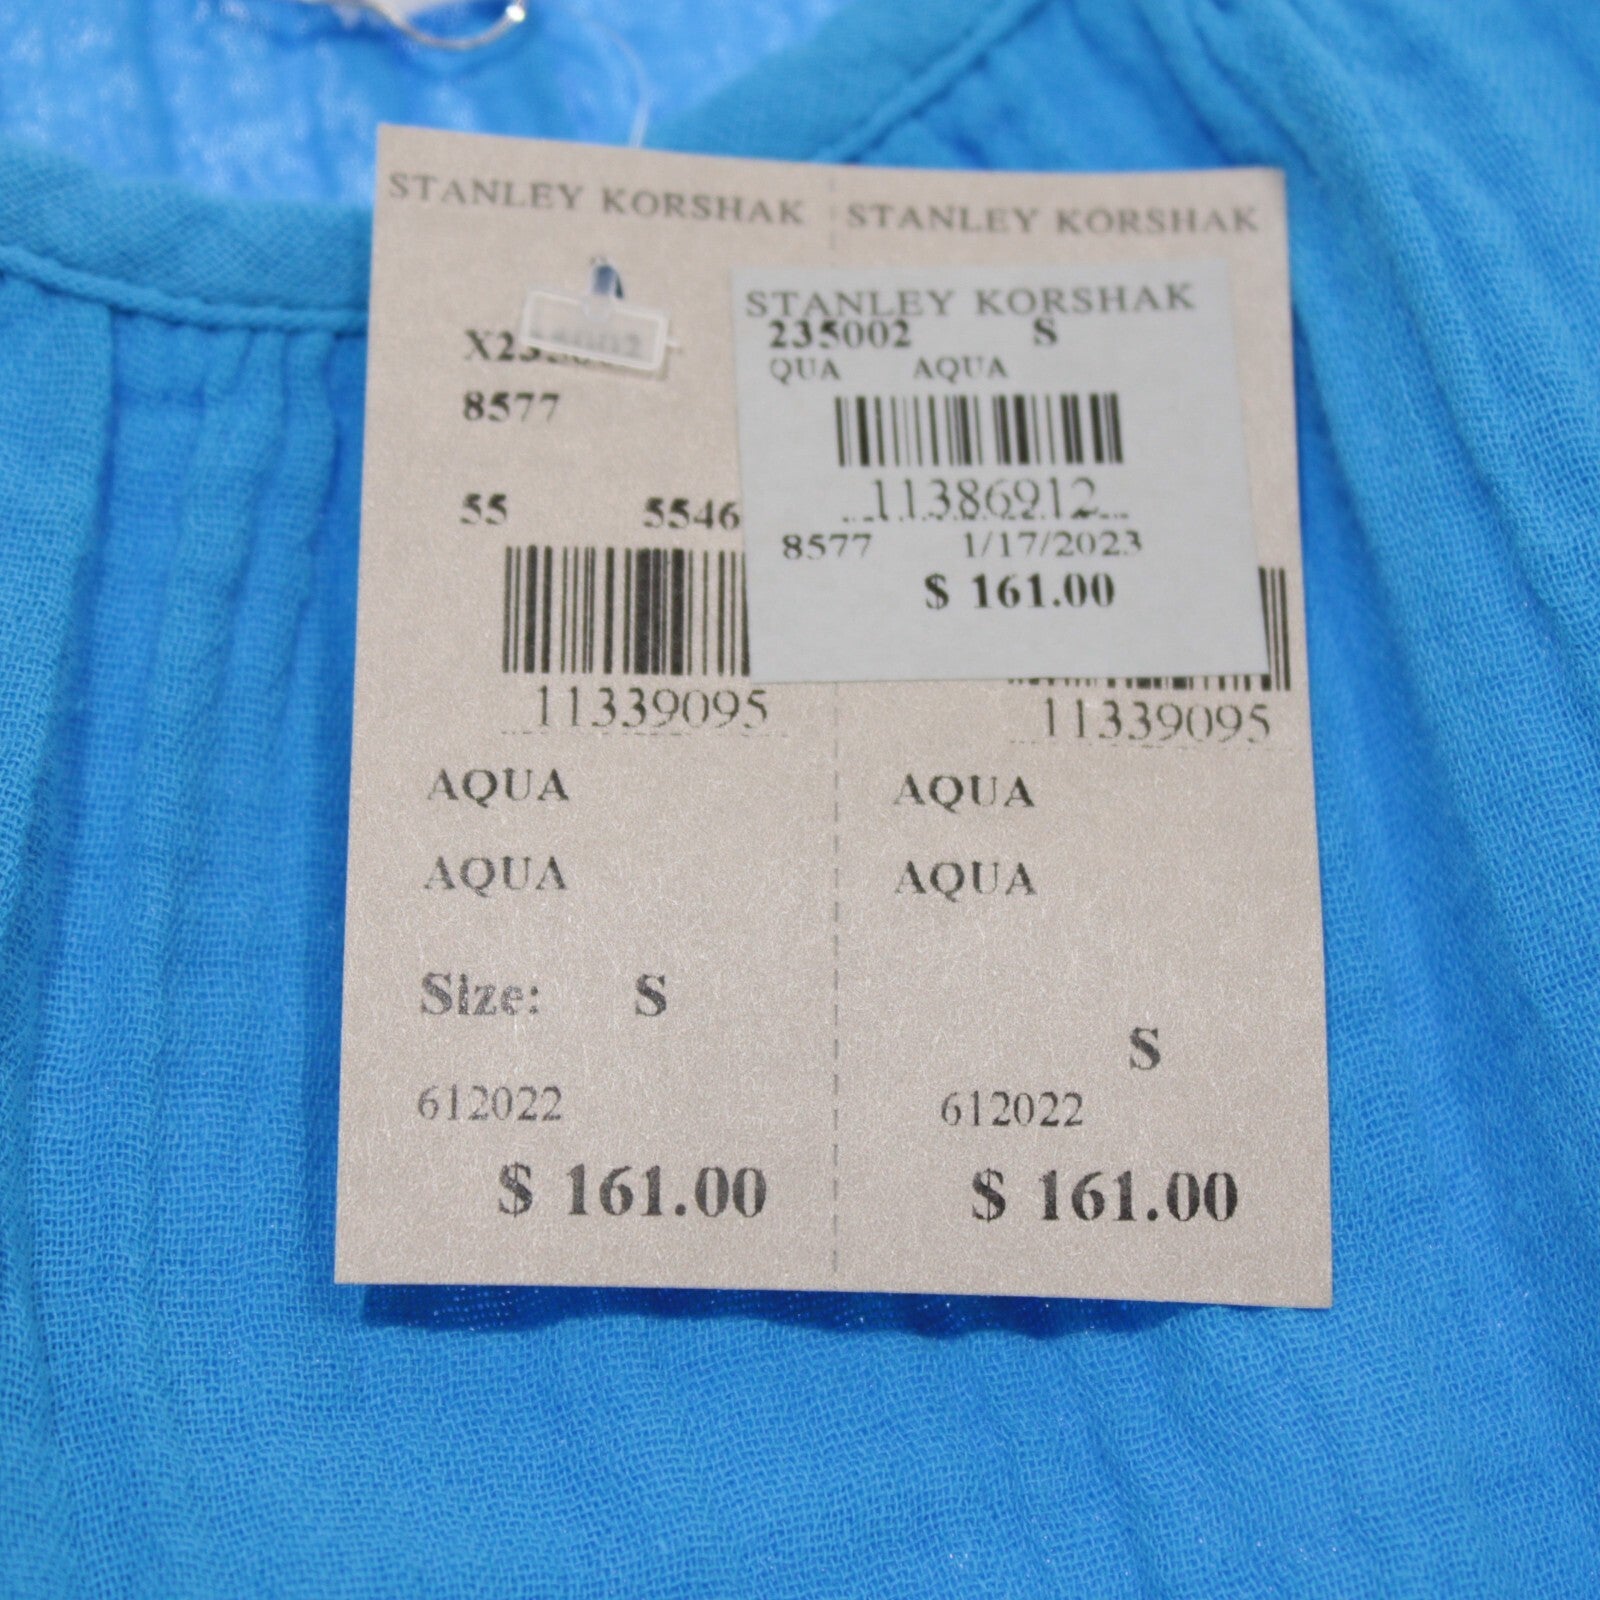 STANLEY KORSHAK
8577
55 5546
11339095
AQUA
AQUA
Size: S
612022
$ 161.00
STANLEY KORSHAK
STANLEY KORSHAK
235002 S
QUA AQUA
11386912
8577 1/17/2023
$ 161.00
11339095
AQUA
AQUA
S
612022
$ 161.00